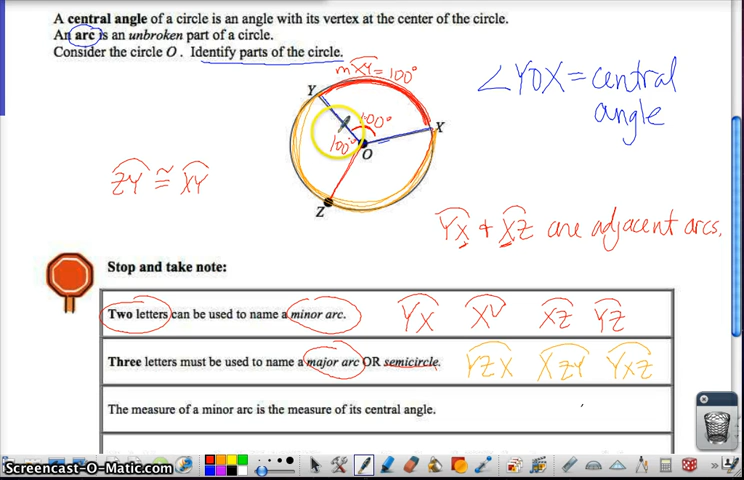 A central angle of a circle is an angle with its vertex at the center of the circle.
An arc is an unbroken part of a circle.
Consider the circle O. Identify parts of the circle.
mXY = 100°
∠YOX = central
angle
Y
100°
X
100°
O
ZY ≅ XY
Z
YX + XZ are adjacent arcs.
Stop and take note:
Two letters can be used to name a minor arc.
YX XY XZ YZ
Three letters must be used to name a major arc OR semicircle.
YZX XZY YXZ
The measure of a minor arc is the measure of its central angle.
Screencast-O-Matic.com